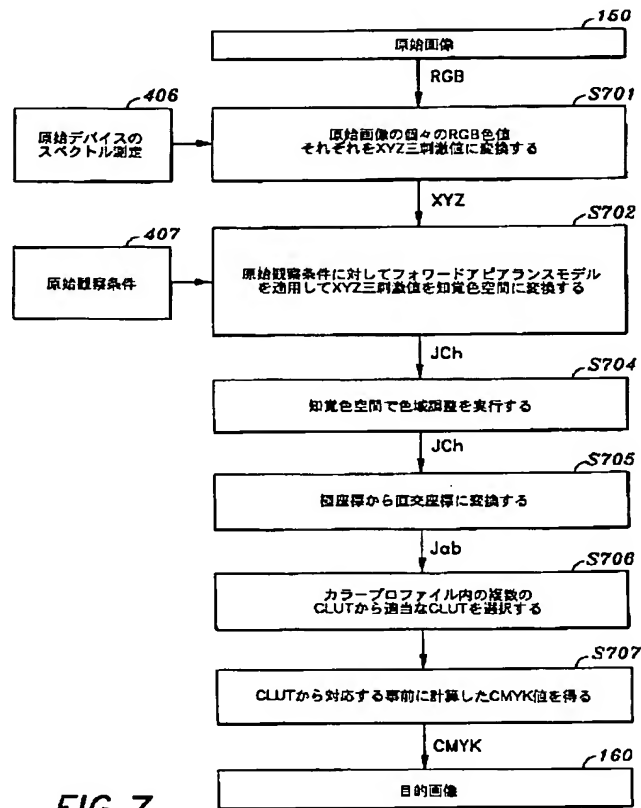 150
原始画像
RGB
406
S701
原始デバイスの
スペクトル測定
原始画像の個々のRGB色値
それぞれをXYZ三刺激値に変換する
XYZ
S702
407
原始観察条件
原始観察条件に対してフォワードアピアランスモデル
を適用してXYZ三刺激値を知覚色空間に変換する
JCh
S704
知覚色空間で色域調整を実行する
JCh
S705
極座標から直交座標に変換する
Jab
S706
カラープロファイル内の複数の
CLUTから適当なCLUTを選択する
S707
CLUTから対応する事前に計算したCMYK値を得る
CMYK
160
目的画像
FIG. 7